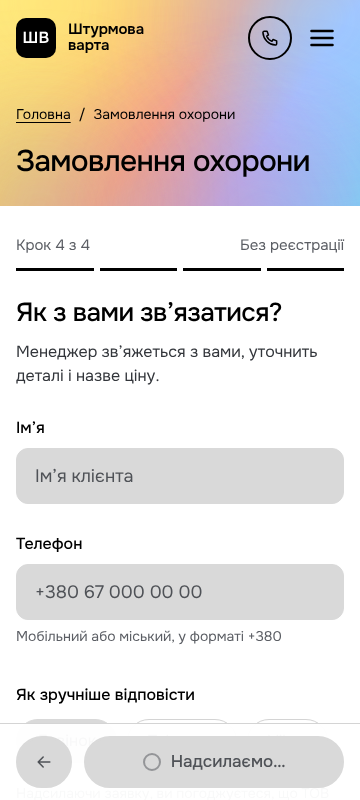 ШВ
Штурмова
варта
Головна / Замовлення охорони
Замовлення охорони
Крок 4 з 4
Без реєстрації
Як з вами зв’язатися?
Менеджер зв’яжеться з вами, уточнить
деталі і назве ціну.
Ім’я
Ім’я клієнта
Телефон
+380 67 000 00 00
Мобільний або міський, у форматі +380
Як зручніше відповісти
Надсилаємо...